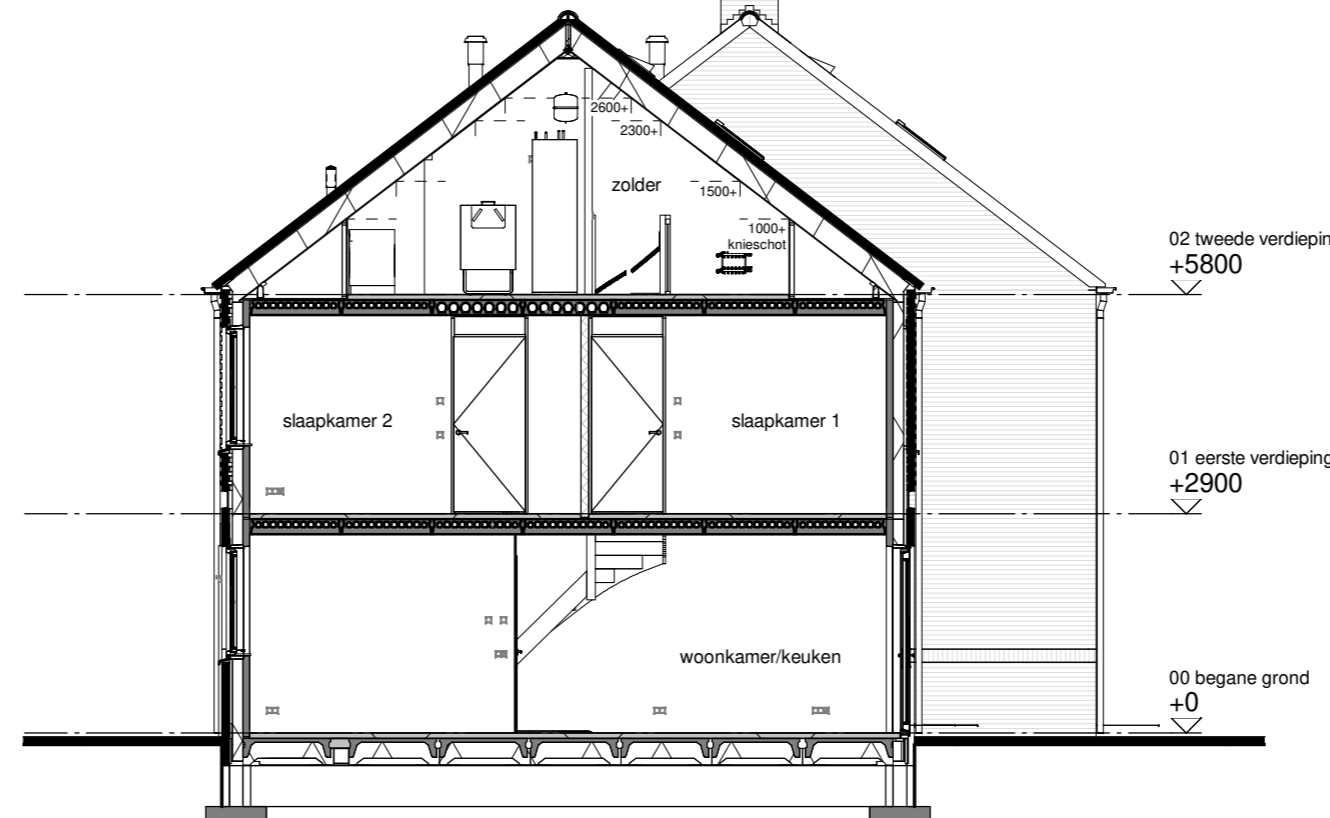 2600+
2300+
zolder
1500+
1000+
knieschot
02 tweede verdiepin
+5800
slaapkamer 2
slaapkamer 1
01 eerste verdieping
+2900
woonkamer/keuken
00 begane grond
+0